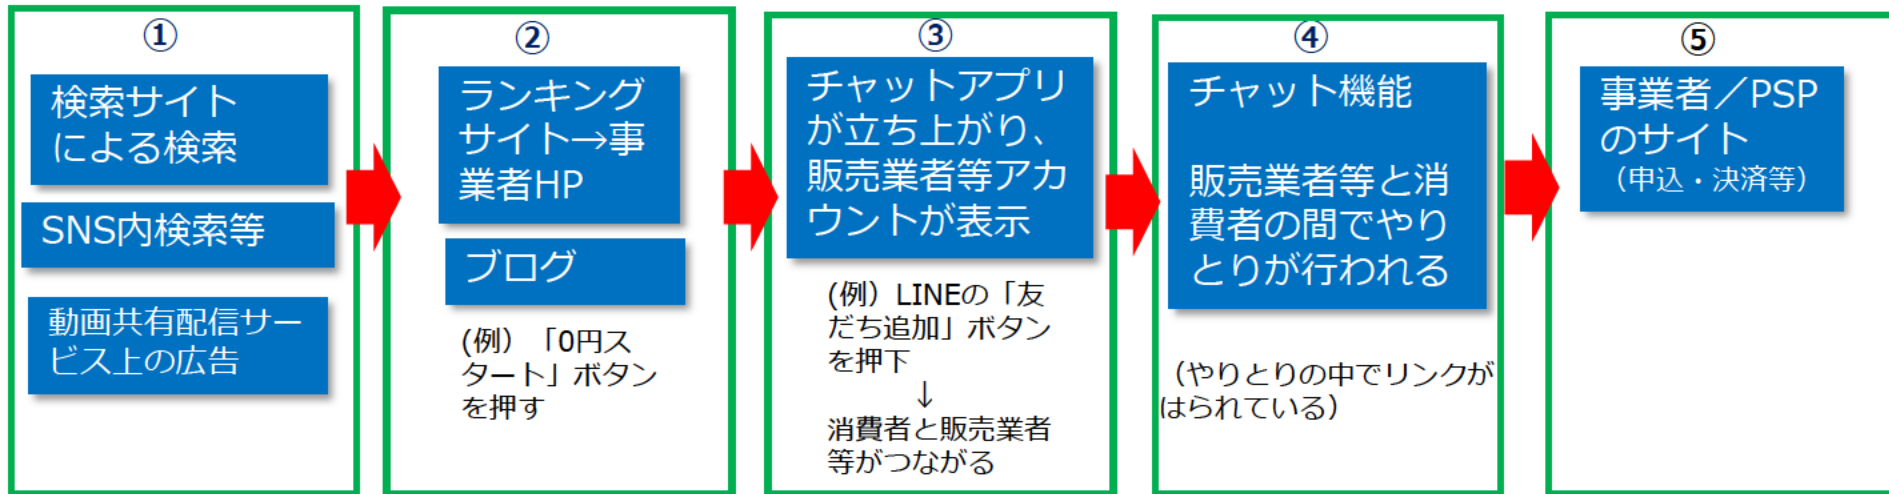 ①
検索サイト
による検索
SNS内検索等
動画共有配信サー
ビス上の広告
②
ランキング
サイト→事
業者HP
ブログ
(例）「0円ス
タート」ボタン
を押す
③
チャットアプリ
が立ち上がり、
販売業者等アカ
ウントが表示
(例）LINEの「友
だち追加」ボタン
を押下
↓
消費者と販売業者
等がつながる
④
チャット機能
販売業者等と消
費者の間でやり
とりが行われる
（やりとりの中でリンクが
はられている）
⑤
事業者／PSP
のサイト
（申込・決済等）